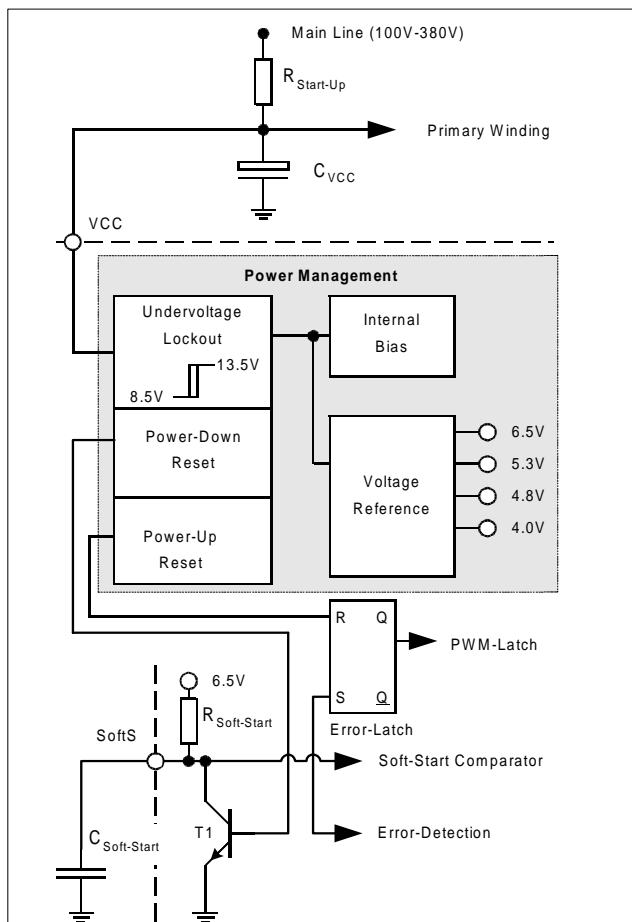 Main Line (100V-380V)
R Start-Up
Primary Winding
C VCC
VCC
Power Management
Undervoltage
Lockout
13.5V
8.5V
Internal
Bias
Power-Down
Reset
Power-Up
Reset
Voltage
Reference
6.5V
5.3V
4.8V
4.0V
R Q
S Q
PWM-Latch
Error-Latch
6.5V
R Soft-Start
SoftS
Soft-Start Comparator
C Soft-Start
T1
Error-Detection